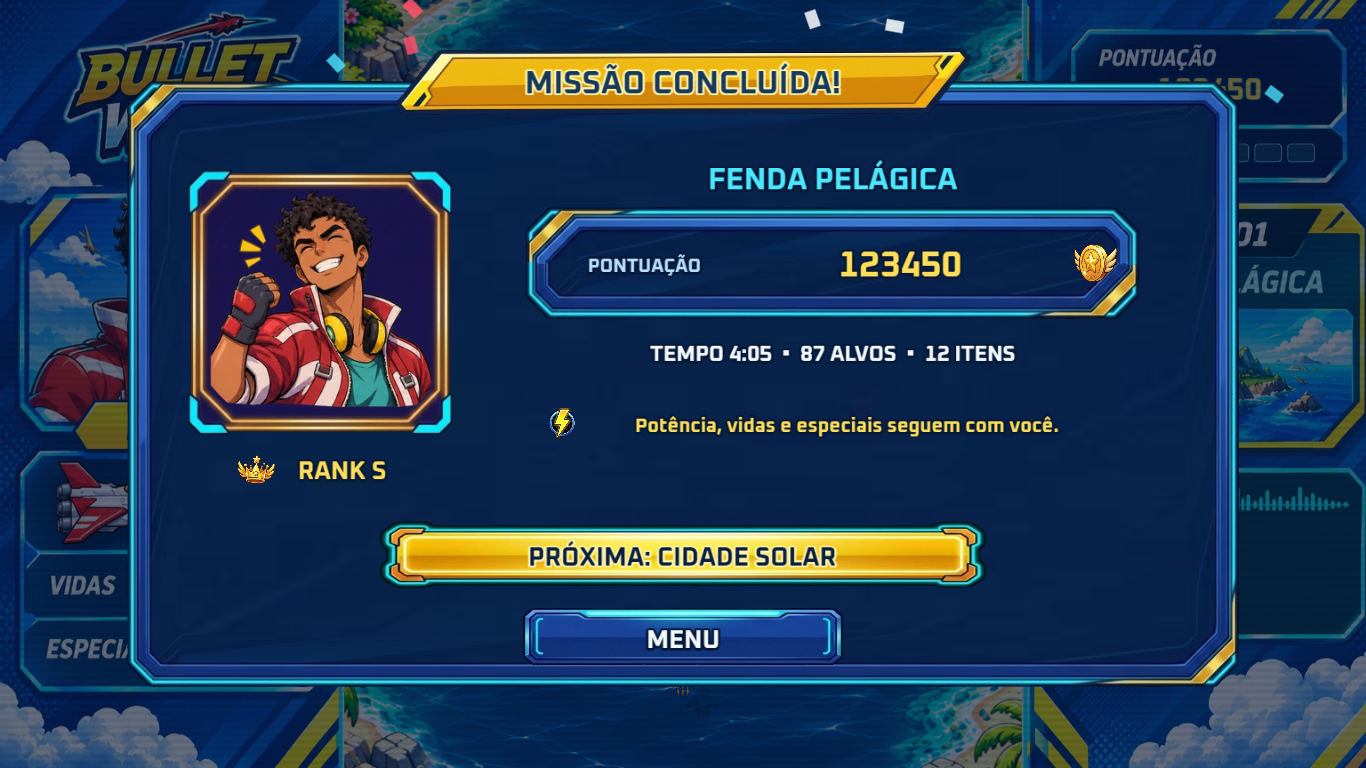 BULLET
PONTUAÇÃO
MISSÃO CONCLUÍDA!
FENDA PELÁGICA
PONTUAÇÃO
123450
01
TEMPO 4:05 • 87 ALVOS • 12 ITENS
Potência, vidas e especiais seguem com você.
RANK S
PRÓXIMA: CIDADE SOLAR
VIDAS
MENU